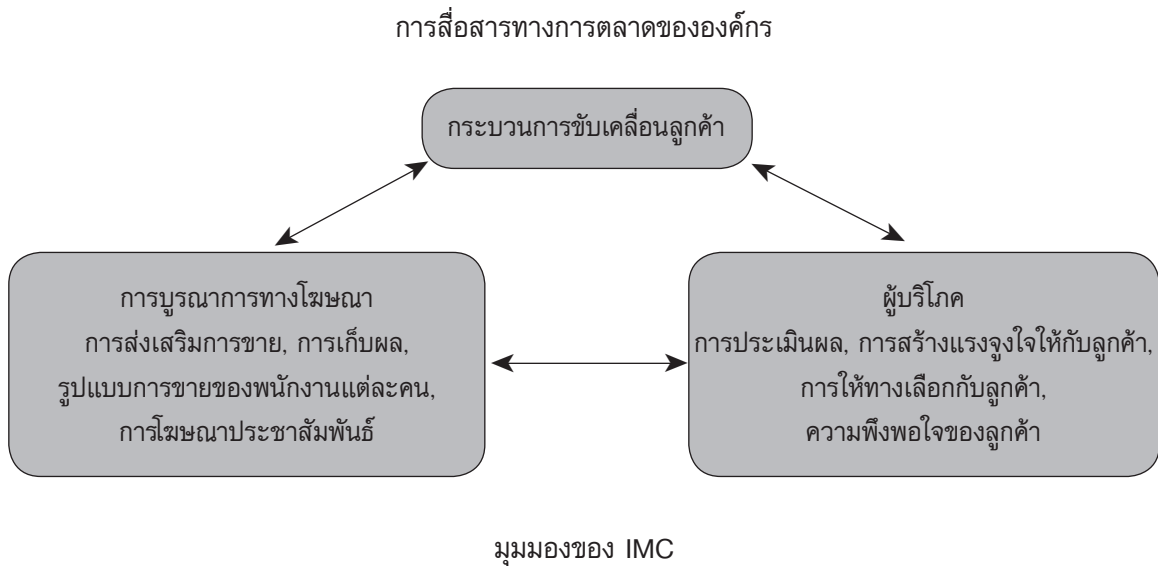 การสื่อสารทางการตลาดขององค์กร
กระบวนการขับเคลื่อนลูกค้า
การบูรณาการทางโฆษณา
การส่งเสริมการขาย, การเก็บผล,
รูปแบบการขายของพนักงานแต่ละคน,
การโฆษณาประชาสัมพันธ์
ผู้บริโภค
การประเมินผล, การสร้างแรงจูงใจให้กับลูกค้า,
การให้ทางเลือกกับลูกค้า,
ความพึงพอใจของลูกค้า
มุมมองของ IMC